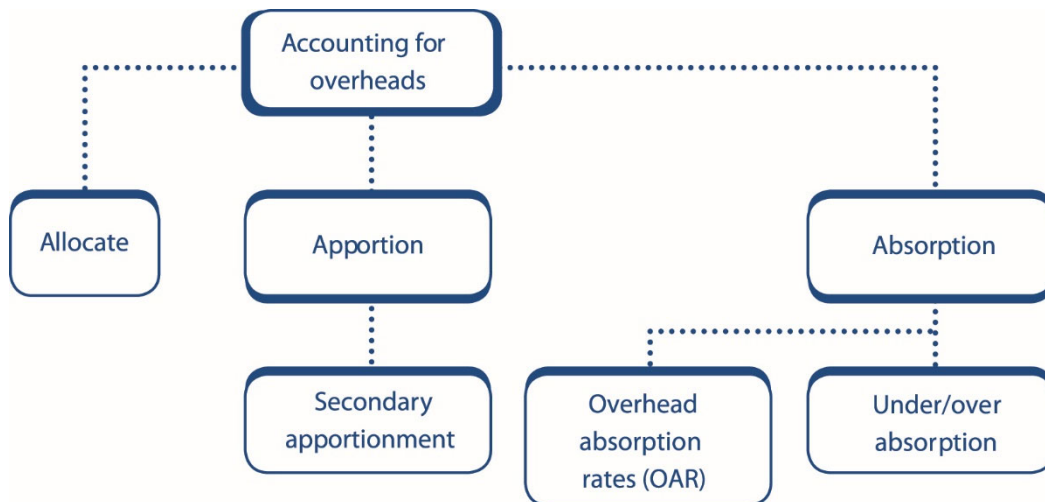 Accounting for
overheads
Allocate
Apportion
Absorption
Secondary
apportionment
Overhead
absorption
rates (OAR)
Under/over
absorption